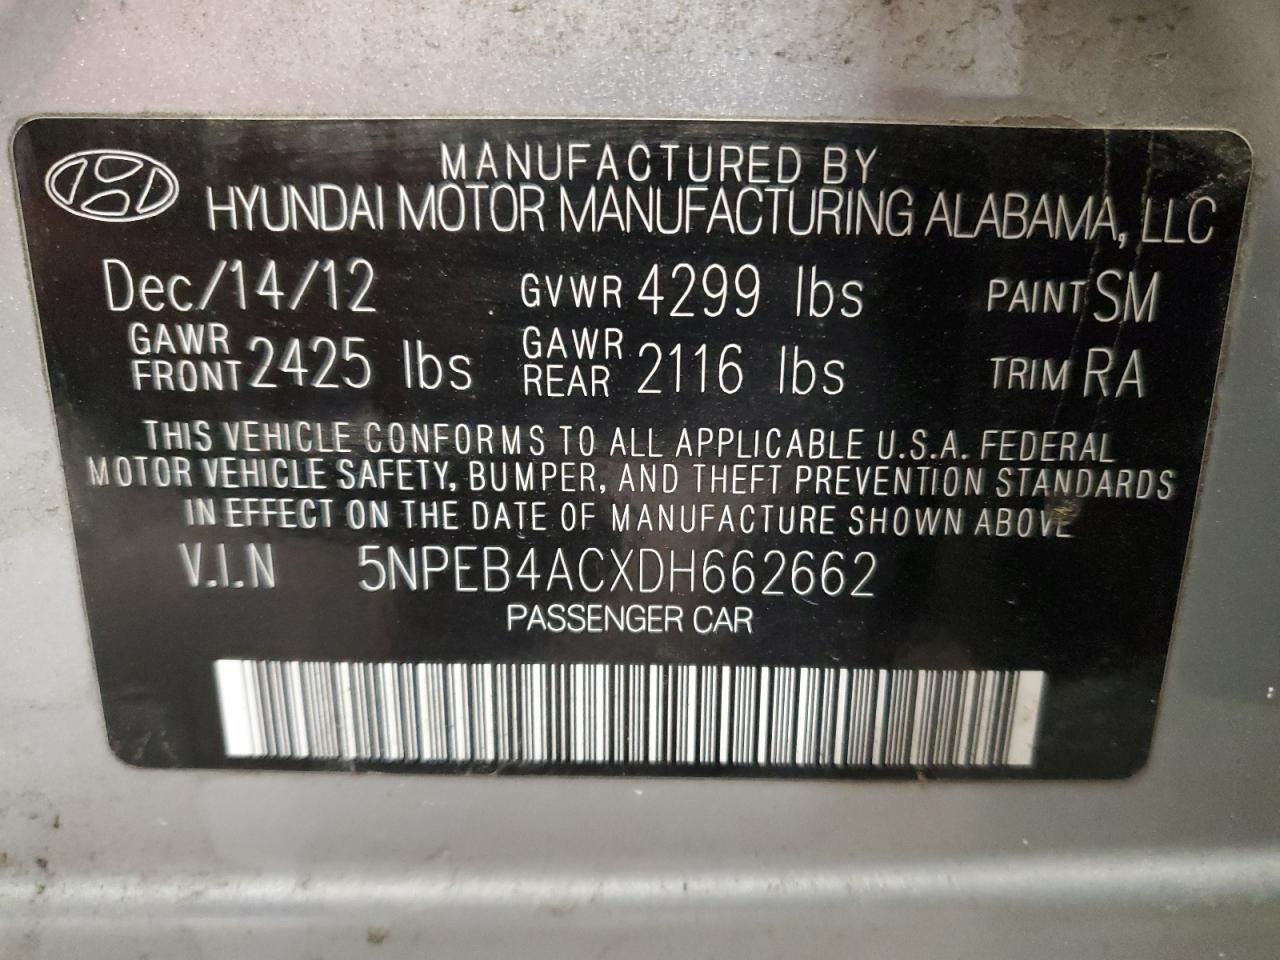 MANUFACTURED BY
HYUNDAI MOTOR MANUFACTURING ALABAMA, LLC
Dec/14/12 GVWR 4299 lbs PAINT SM
GAWR FRONT 2425 lbs GAWR REAR 2116 lbs TRIM RA
THIS VEHICLE CONFORMS TO ALL APPLICABLE U.S.A. FEDERAL
MOTOR VEHICLE SAFETY, BUMPER, AND THEFT PREVENTION STANDARDS
IN EFFECT ON THE DATE OF MANUFACTURE SHOWN ABOVE
V.I.N 5NPEB4ACXDH662662
PASSENGER CAR